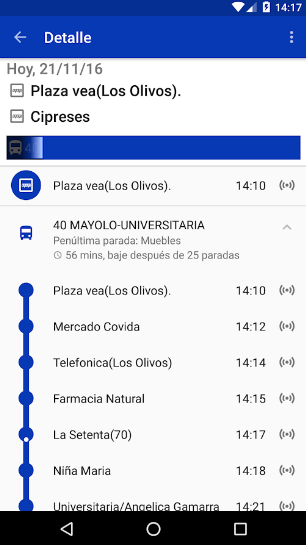 14:17
Detalle
Hoy, 21/11/16
Plaza vea(Los Olivos).
Cipreses
Plaza vea(Los Olivos). 14:10
40 MAYOLO-UNIVERSITARIA
Penúltima parada: Muebles
56 mins, baje después de 25 paradas
Plaza vea(Los Olivos). 14:10
Mercado Covida 14:12
Telefonica(Los Olivos) 14:14
Farmacia Natural 14:15
La Setenta(70) 14:17
Niña Maria 14:18
Universitaria/Angelica Gamarra 14:21